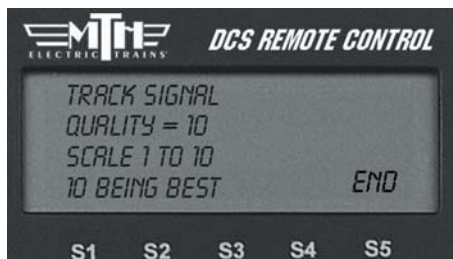 MTH DCS REMOTE CONTROL
ELECTRIC TRAINS
TRACK SIGNAL
QUALITY = 10
SCALE 1 TO 10
10 BEING BEST END
S1 S2 S3 S4 S5